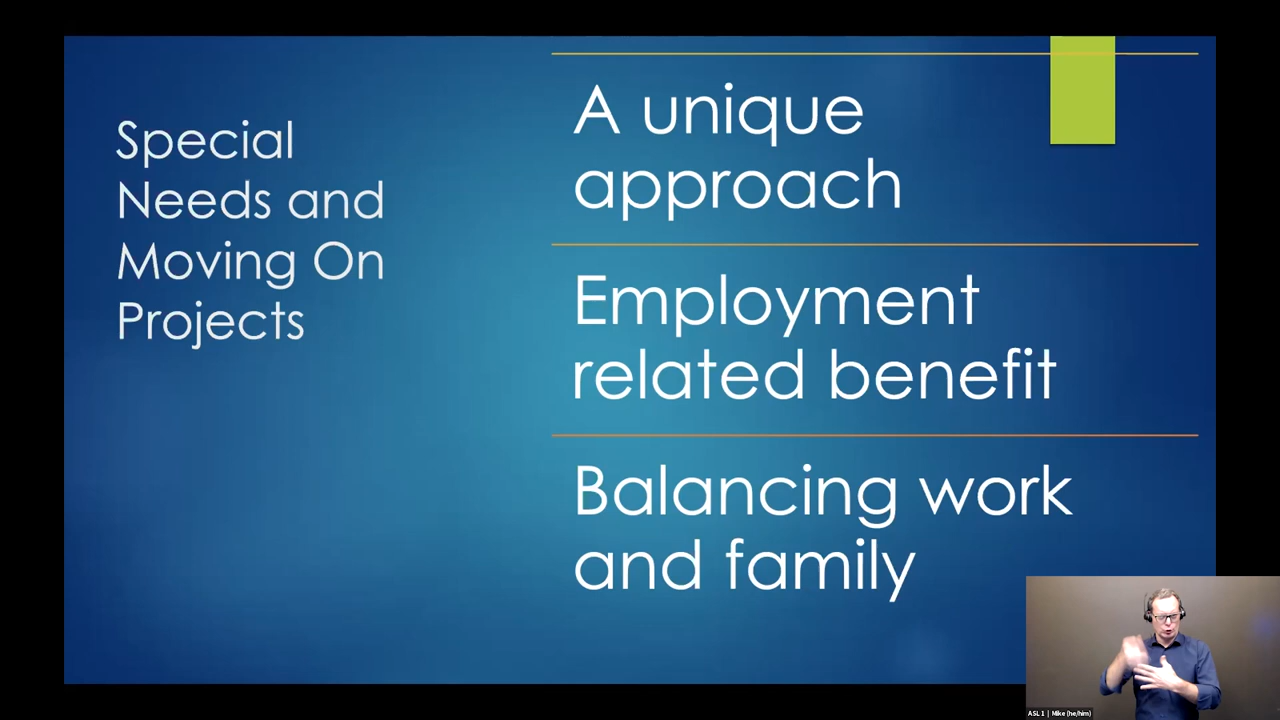 Special
Needs and
Moving On
Projects
A unique
approach
Employment
related benefit
Balancing work
and family
ASL 1 | Mike (he/him)